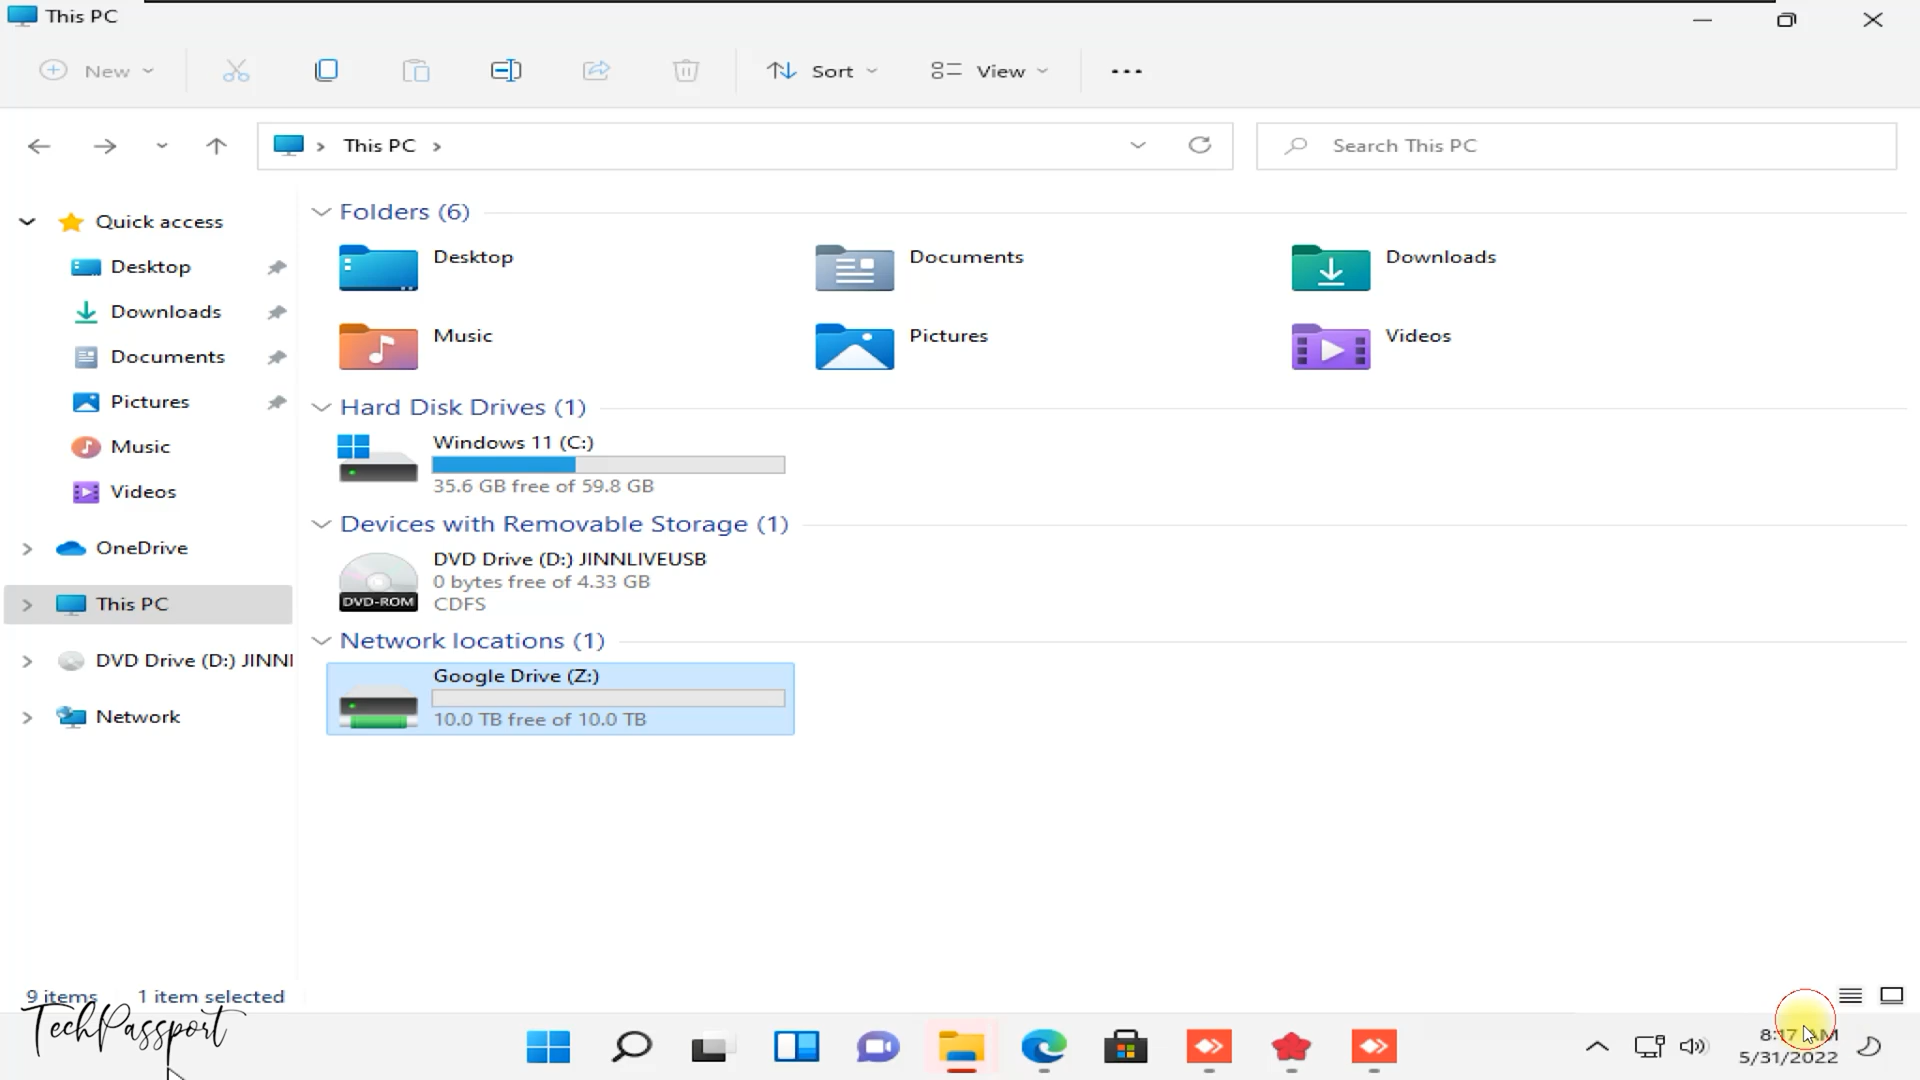 This PC
New
Sort
View
This PC
Search This PC
Quick access
Desktop
Downloads
Documents
Pictures
Music
Videos
OneDrive
This PC
DVD Drive (D:) JINNI
Network
Folders (6)
Desktop
Documents
Downloads
Music
Pictures
Videos
Hard Disk Drives (1)
Windows 11 (C:)
35.6 GB free of 59.8 GB
Devices with Removable Storage (1)
DVD-ROM
DVD Drive (D:) JINNLIVEUSB
0 bytes free of 4.33 GB
CDFS
Network locations (1)
Google Drive (Z:)
10.0 TB free of 10.0 TB
9 items
1 item selected
TechPassport
8:17 AM
5/31/2022